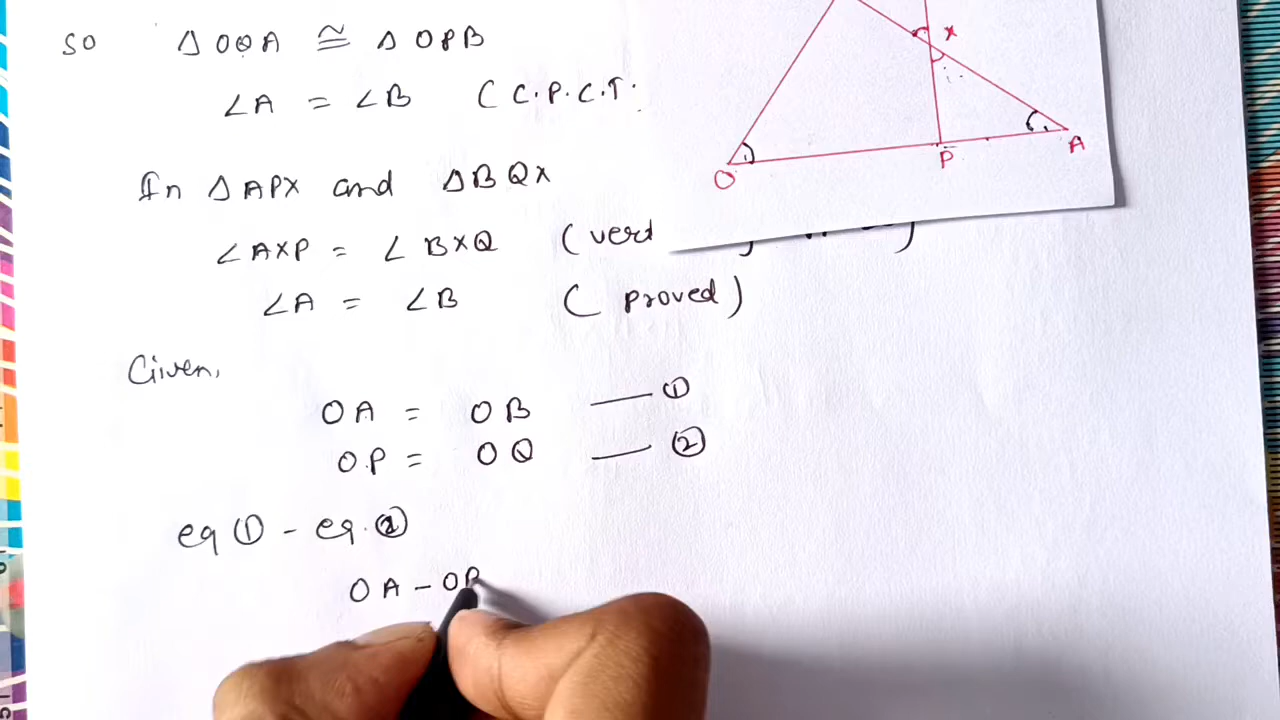 so ΔOQA ≅ ΔOPB
∠A = ∠B (C.P.C.T.
In ΔAPX and ΔBQX
∠AXP = ∠BXQ (vert
∠A = ∠B (proved)
Given,
OA = OB —— ①
OP = OQ —— ②
eq ① - eq. ②
OA - OP
x
O
P
A